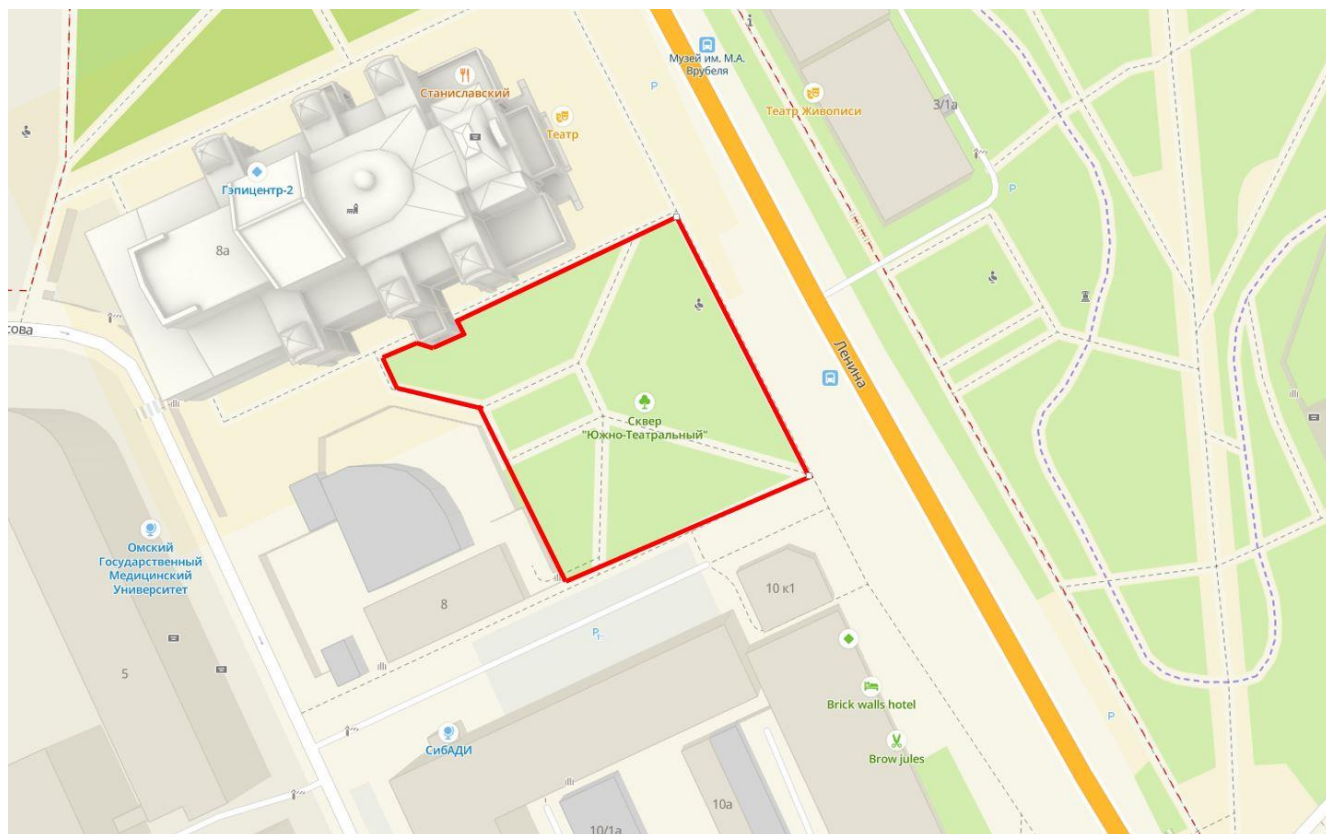 i
Музей им. М.А.
Врубеля
P
Станиславский
Театр
Театр Живописи
3/1а
P
Гэпицентр-2
8а
сова
Ленина
Сквер
"Южно-Театральный"
Омский
Государственный
Медицинский
Университет
8
10 к1
P
5
Brick walls hotel
P
СибАДИ
Brow jules
10а
10/1а